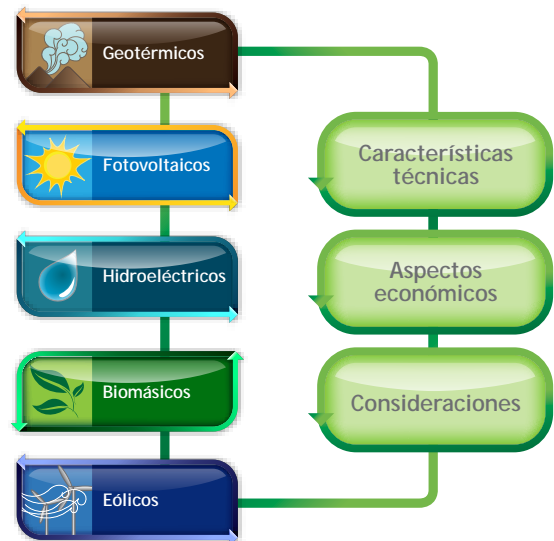 Geotérmicos
Fotovoltaicos
Hidroeléctricos
Biomásicos
Eólicos
Características
técnicas
Aspectos
económicos
Consideraciones